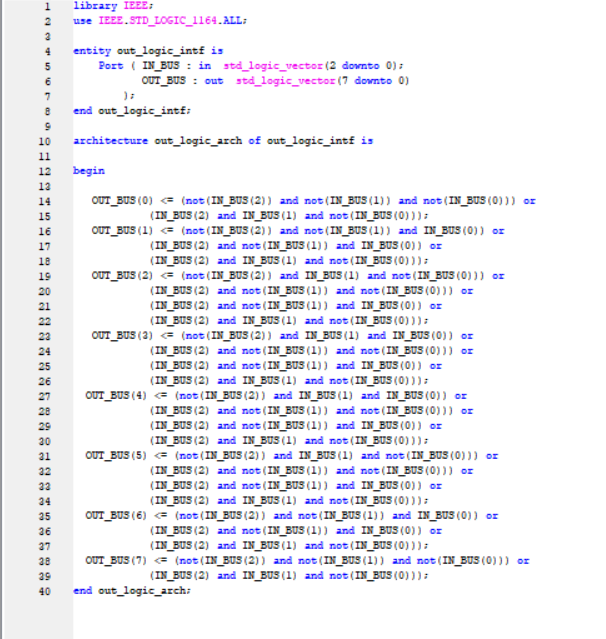 1 library IEEE;
2 use IEEE.STD_LOGIC_1164.ALL;
3
4 entity out_logic_intf is
5 Port ( IN_BUS : in std_logic_vector(2 downto 0);
6 OUT_BUS : out std_logic_vector(7 downto 0)
7 );
8 end out_logic_intf;
9
10 architecture out_logic_arch of out_logic_intf is
11
12 begin
13
14 OUT_BUS(0) <= (not(IN_BUS(2)) and not(IN_BUS(1)) and not(IN_BUS(0))) or
15 (IN_BUS(2) and IN_BUS(1) and not(IN_BUS(0)));
16 OUT_BUS(1) <= (not(IN_BUS(2)) and not(IN_BUS(1)) and IN_BUS(0)) or
17 (IN_BUS(2) and not(IN_BUS(1)) and IN_BUS(0)) or
18 (IN_BUS(2) and IN_BUS(1) and not(IN_BUS(0)));
19 OUT_BUS(2) <= (not(IN_BUS(2)) and IN_BUS(1) and not(IN_BUS(0))) or
20 (IN_BUS(2) and not(IN_BUS(1)) and not(IN_BUS(0))) or
21 (IN_BUS(2) and not(IN_BUS(1)) and IN_BUS(0)) or
22 (IN_BUS(2) and IN_BUS(1) and not(IN_BUS(0)));
23 OUT_BUS(3) <= (not(IN_BUS(2)) and IN_BUS(1) and IN_BUS(0)) or
24 (IN_BUS(2) and not(IN_BUS(1)) and not(IN_BUS(0))) or
25 (IN_BUS(2) and not(IN_BUS(1)) and IN_BUS(0)) or
26 (IN_BUS(2) and IN_BUS(1) and not(IN_BUS(0)));
27 OUT_BUS(4) <= (not(IN_BUS(2)) and IN_BUS(1) and IN_BUS(0)) or
28 (IN_BUS(2) and not(IN_BUS(1)) and not(IN_BUS(0))) or
29 (IN_BUS(2) and not(IN_BUS(1)) and IN_BUS(0)) or
30 (IN_BUS(2) and IN_BUS(1) and not(IN_BUS(0)));
31 OUT_BUS(5) <= (not(IN_BUS(2)) and IN_BUS(1) and not(IN_BUS(0))) or
32 (IN_BUS(2) and not(IN_BUS(1)) and not(IN_BUS(0))) or
33 (IN_BUS(2) and not(IN_BUS(1)) and IN_BUS(0)) or
34 (IN_BUS(2) and IN_BUS(1) and not(IN_BUS(0)));
35 OUT_BUS(6) <= (not(IN_BUS(2)) and not(IN_BUS(1)) and IN_BUS(0)) or
36 (IN_BUS(2) and not(IN_BUS(1)) and IN_BUS(0)) or
37 (IN_BUS(2) and IN_BUS(1) and not(IN_BUS(0)));
38 OUT_BUS(7) <= (not(IN_BUS(2)) and not(IN_BUS(1)) and not(IN_BUS(0))) or
39 (IN_BUS(2) and IN_BUS(1) and not(IN_BUS(0)));
40 end out_logic_arch;